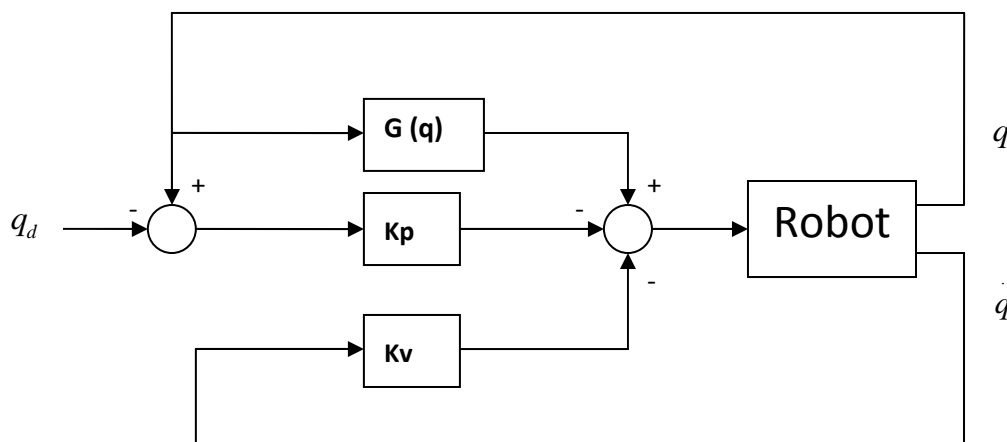 G (q)
q
+
+
-
-
q_d
Kp
Robot
-
q̇
Kv